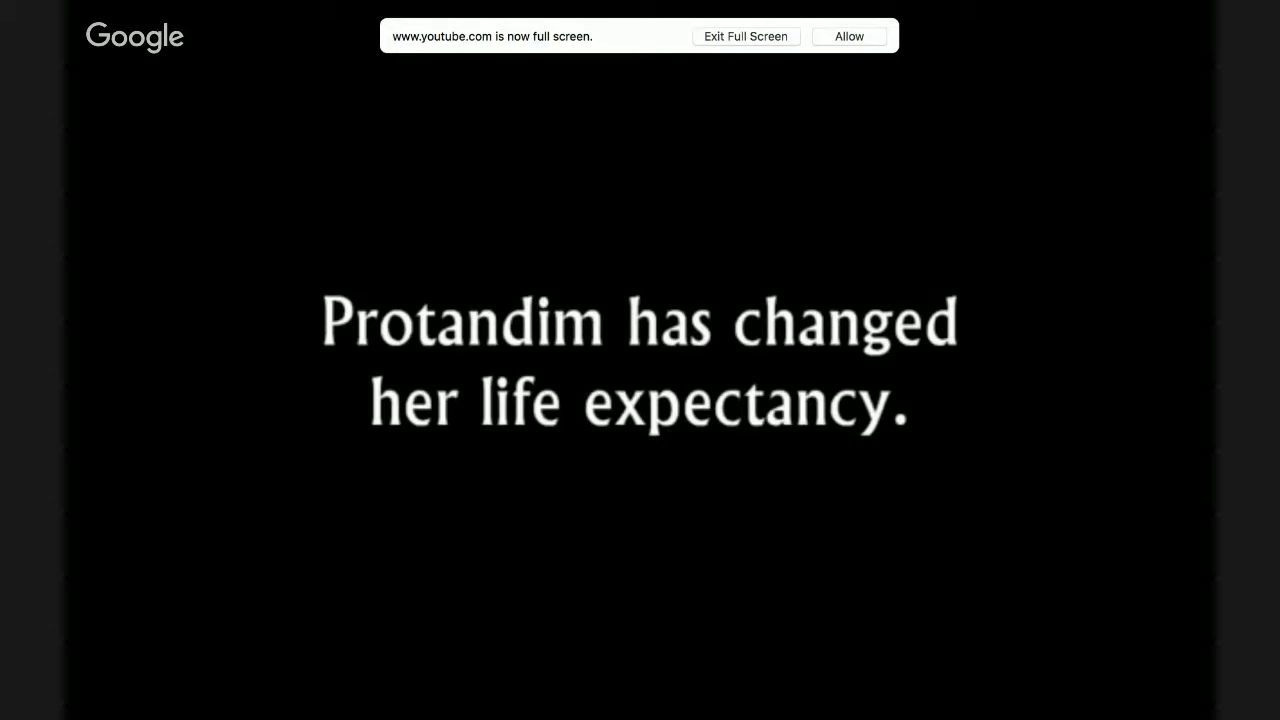 Google
www.youtube.com is now full screen.
Exit Full Screen
Allow
Protandim has changed
her life expectancy.